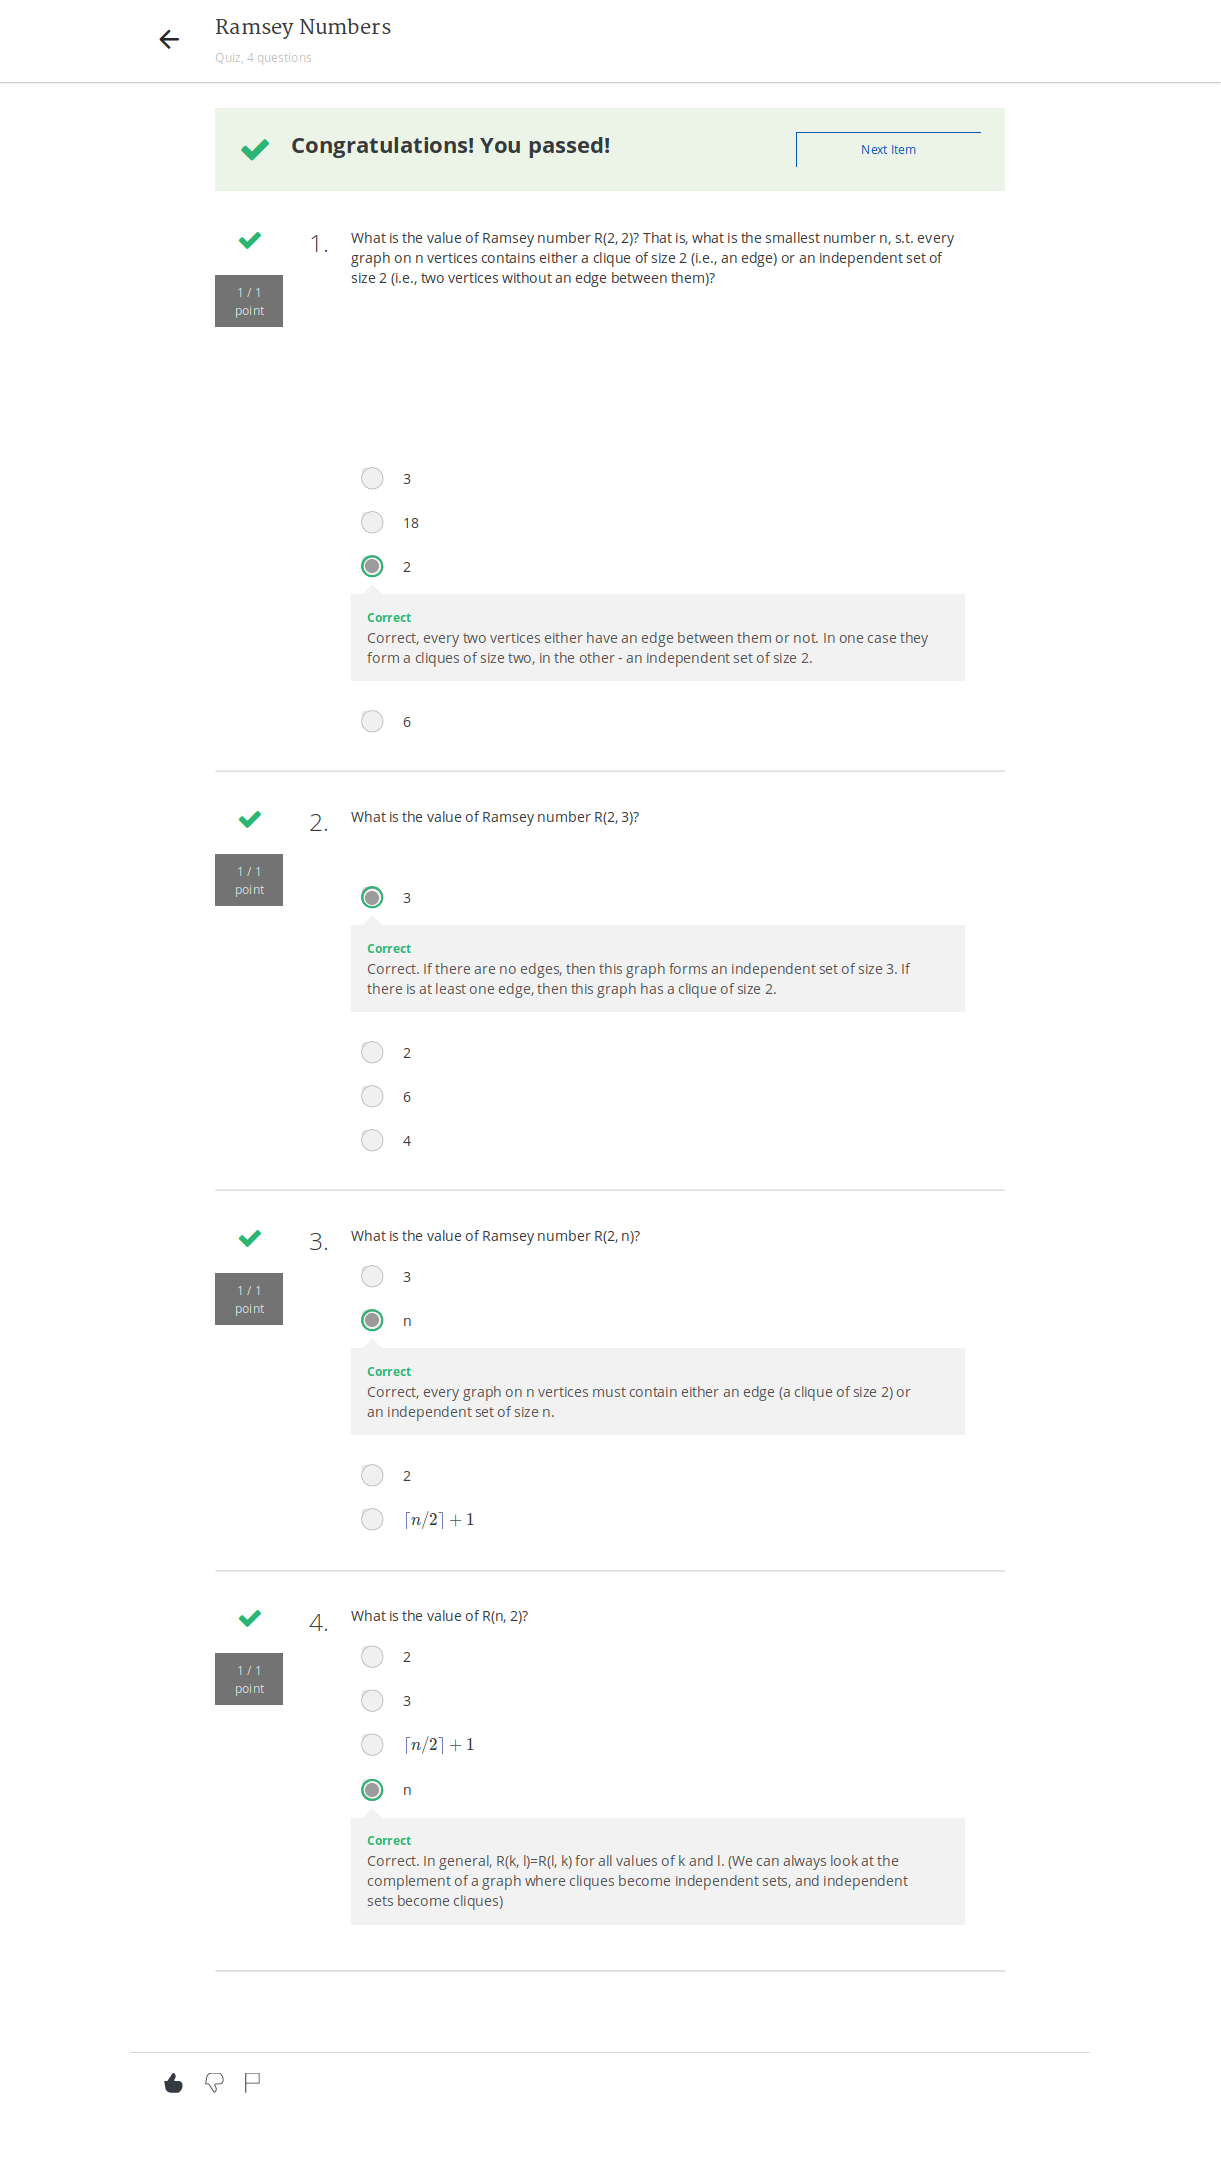 Ramsey Numbers
Quiz, 4 questions
Congratulations! You passed!
Next Item
1 / 1
point
1.
What is the value of Ramsey number R(2, 2)? That is, what is the smallest number n, s.t. every
graph on n vertices contains either a clique of size 2 (i.e., an edge) or an independent set of
size 2 (i.e., two vertices without an edge between them)?
3
18
2
Correct
Correct, every two vertices either have an edge between them or not. In one case they
form a cliques of size two, in the other - an independent set of size 2.
6
1 / 1
point
2.
What is the value of Ramsey number R(2, 3)?
3
Correct
Correct. If there are no edges, then this graph forms an independent set of size 3. If
there is at least one edge, then this graph has a clique of size 2.
2
6
4
1 / 1
point
3.
What is the value of Ramsey number R(2, n)?
3
n
Correct
Correct, every graph on n vertices must contain either an edge (a clique of size 2) or
an independent set of size n.
2
⌈n/2⌉ + 1
1 / 1
point
4.
What is the value of R(n, 2)?
2
3
⌈n/2⌉ + 1
n
Correct
Correct. In general, R(k, l)=R(l, k) for all values of k and l. (We can always look at the
complement of a graph where cliques become independent sets, and independent
sets become cliques)